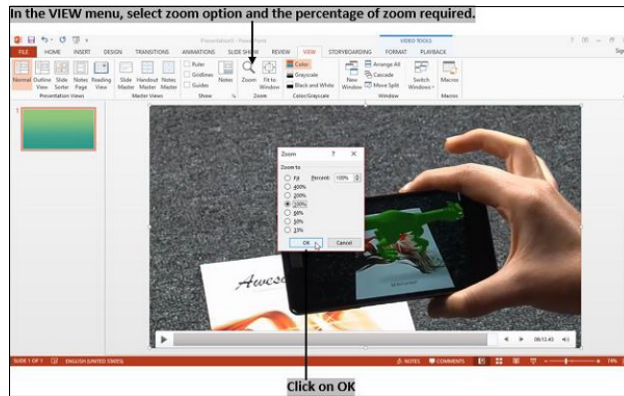 In the VIEW menu, select zoom option and the percentage of zoom required.
VIDEO TOOLS
FILE HOME INSERT DESIGN TRANSITIONS ANIMATIONS SLIDE SHOW REVIEW VIEW STORYBOARDING FORMAT PLAYBACK Sign
Normal Outline View Slide Sorter Notes Page Reading View
Slide Master Handout Master Notes Master
Ruler
Gridlines
Guides
Notes
Zoom Fit to Window
Color
Grayscale
Black and White
New Window
Arrange All
Cascade
Move Split
Switch Windows
Macros
Presentation Views Master Views Show Zoom Color/Grayscale Window Macros
1
Zoom ? X
Zoom to
Fit Percent: 100%
400%
200%
100%
66%
50%
33%
OK Cancel
SLIDE 1 OF 1 ENGLISH (UNITED STATES) NOTES COMMENTS 74%
Click on OK